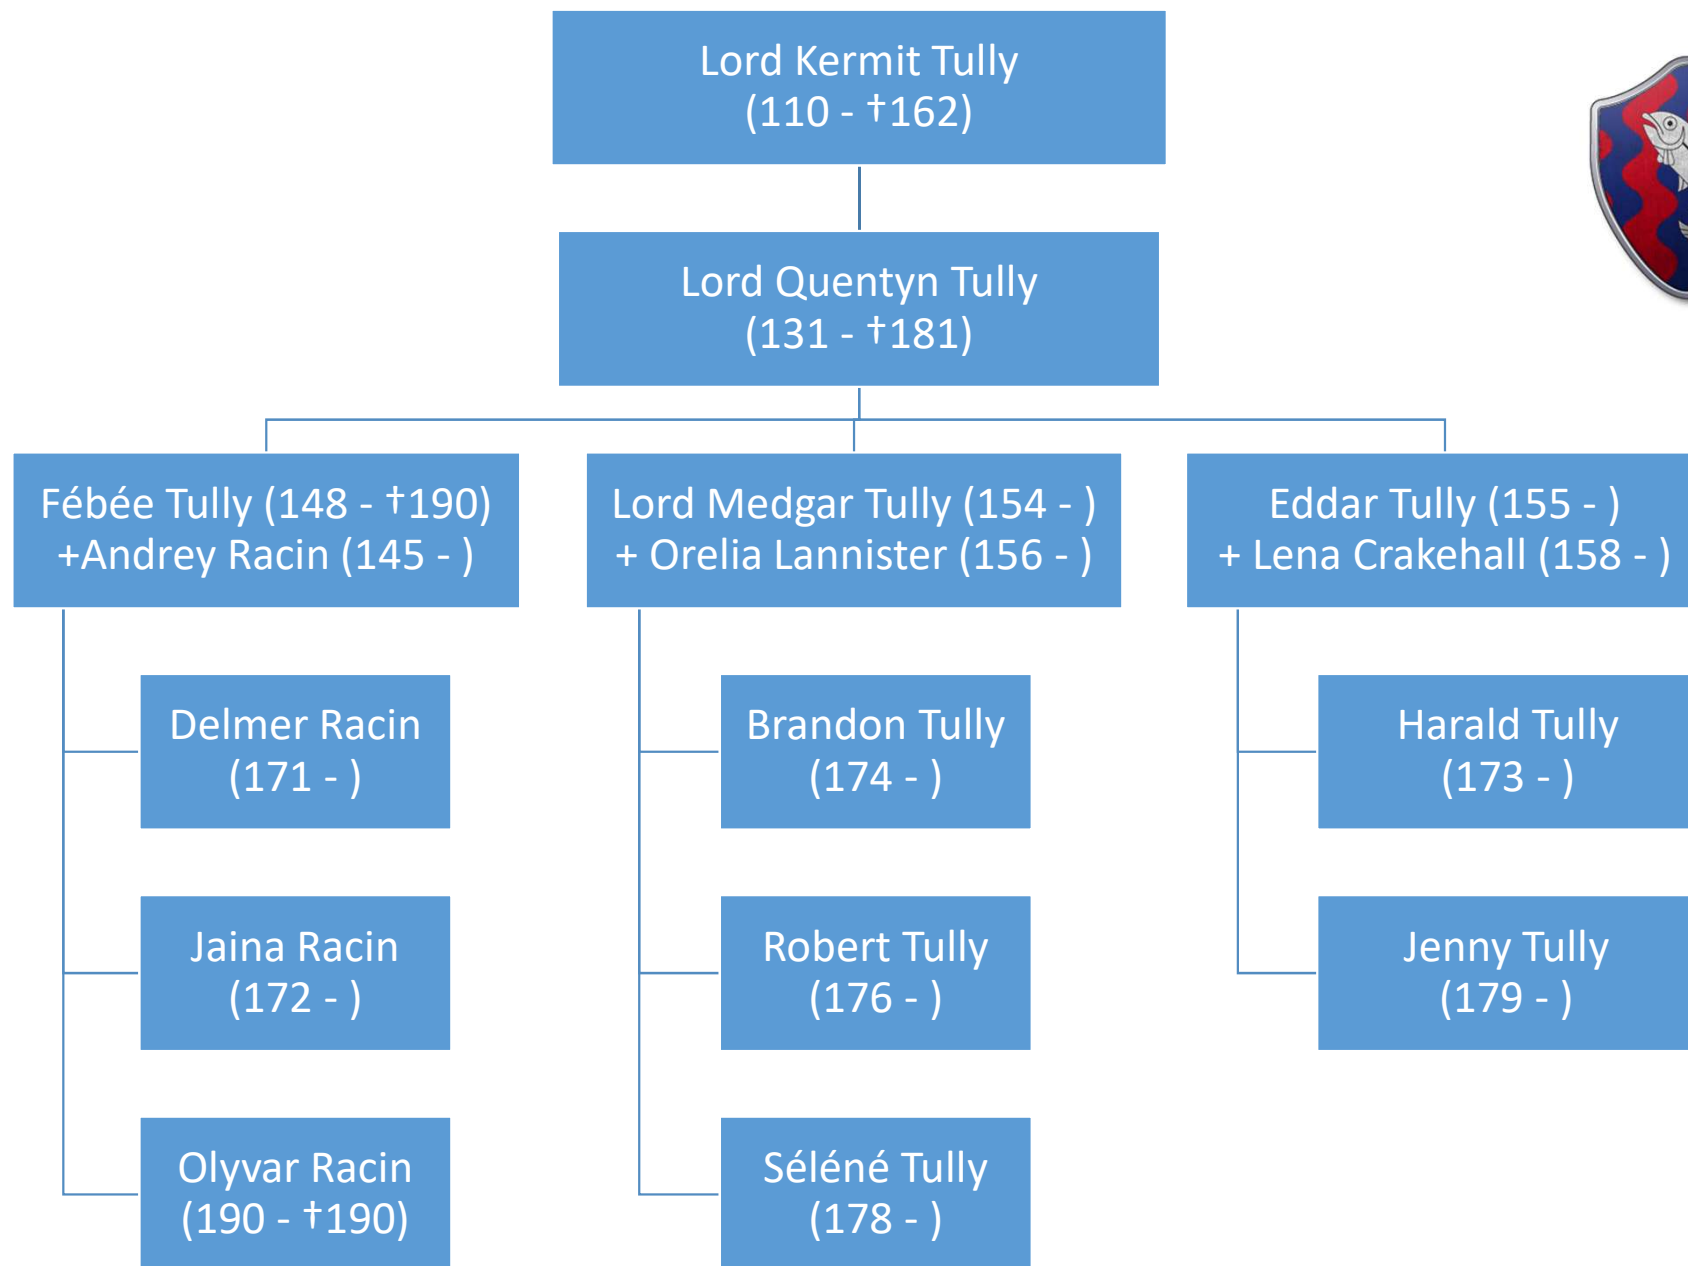 Lord Kermit Tully
(110 - †162)
Lord Quentyn Tully
(131 - †181)
Fébée Tully (148 - †190)
+Andrey Racin (145 - )
Lord Medgar Tully (154 - )
+ Orelia Lannister (156 - )
Eddar Tully (155 - )
+ Lena Crakehall (158 - )
Delmer Racin
(171 - )
Jaina Racin
(172 - )
Olyvar Racin
(190 - †190)
Brandon Tully
(174 - )
Robert Tully
(176 - )
Séléné Tully
(178 - )
Harald Tully
(173 - )
Jenny Tully
(179 - )